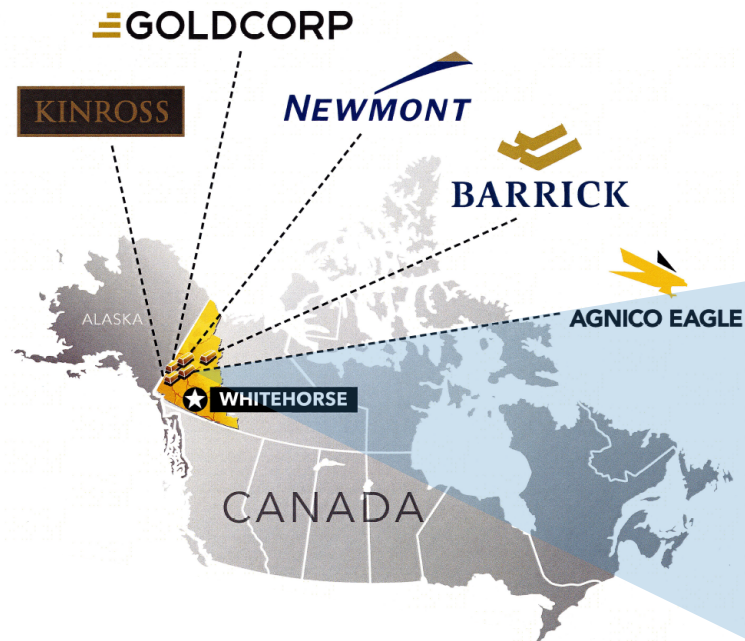 GOLDCORP
KINROSS
NEWMONT
BARRICK
AGNICO EAGLE
ALASKA
WHITEHORSE
CANADA